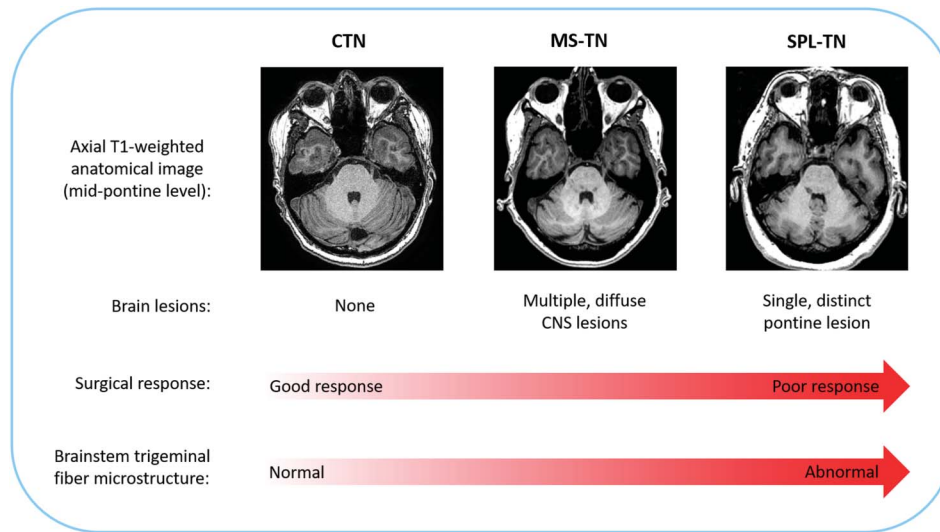 CTN MS-TN SPL-TN
Axial T1-weighted
anatomical image
(mid-pontine level):
Brain lesions:
None
Multiple, diffuse
CNS lesions
Single, distinct
pontine lesion
Surgical response:
Good response Poor response
Brainstem trigeminal
fiber microstructure:
Normal Abnormal